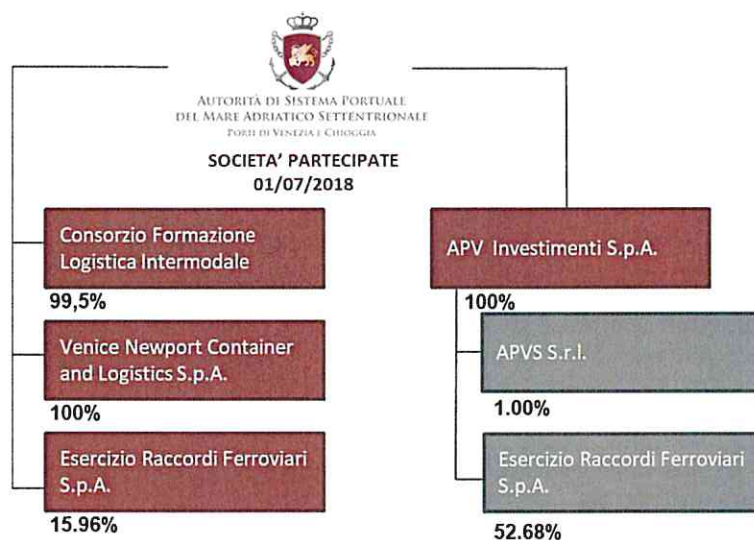 AUTORITÀ DI SISTEMA PORTUALE
DEL MARE ADRIATICO SETTENTRIONALE
PORTI DI VENEZIA E CHIOGGIA
SOCIETA' PARTECIPATE
01/07/2018
Consorzio Formazione
Logistica Intermodale
99,5%
Venice Newport Container
and Logistics S.p.A.
100%
Esercizio Raccordi Ferroviari
S.p.A.
15.96%
APV Investimenti S.p.A.
100%
APVS S.r.l.
1.00%
Esercizio Raccordi Ferroviari
S.p.A.
52.68%